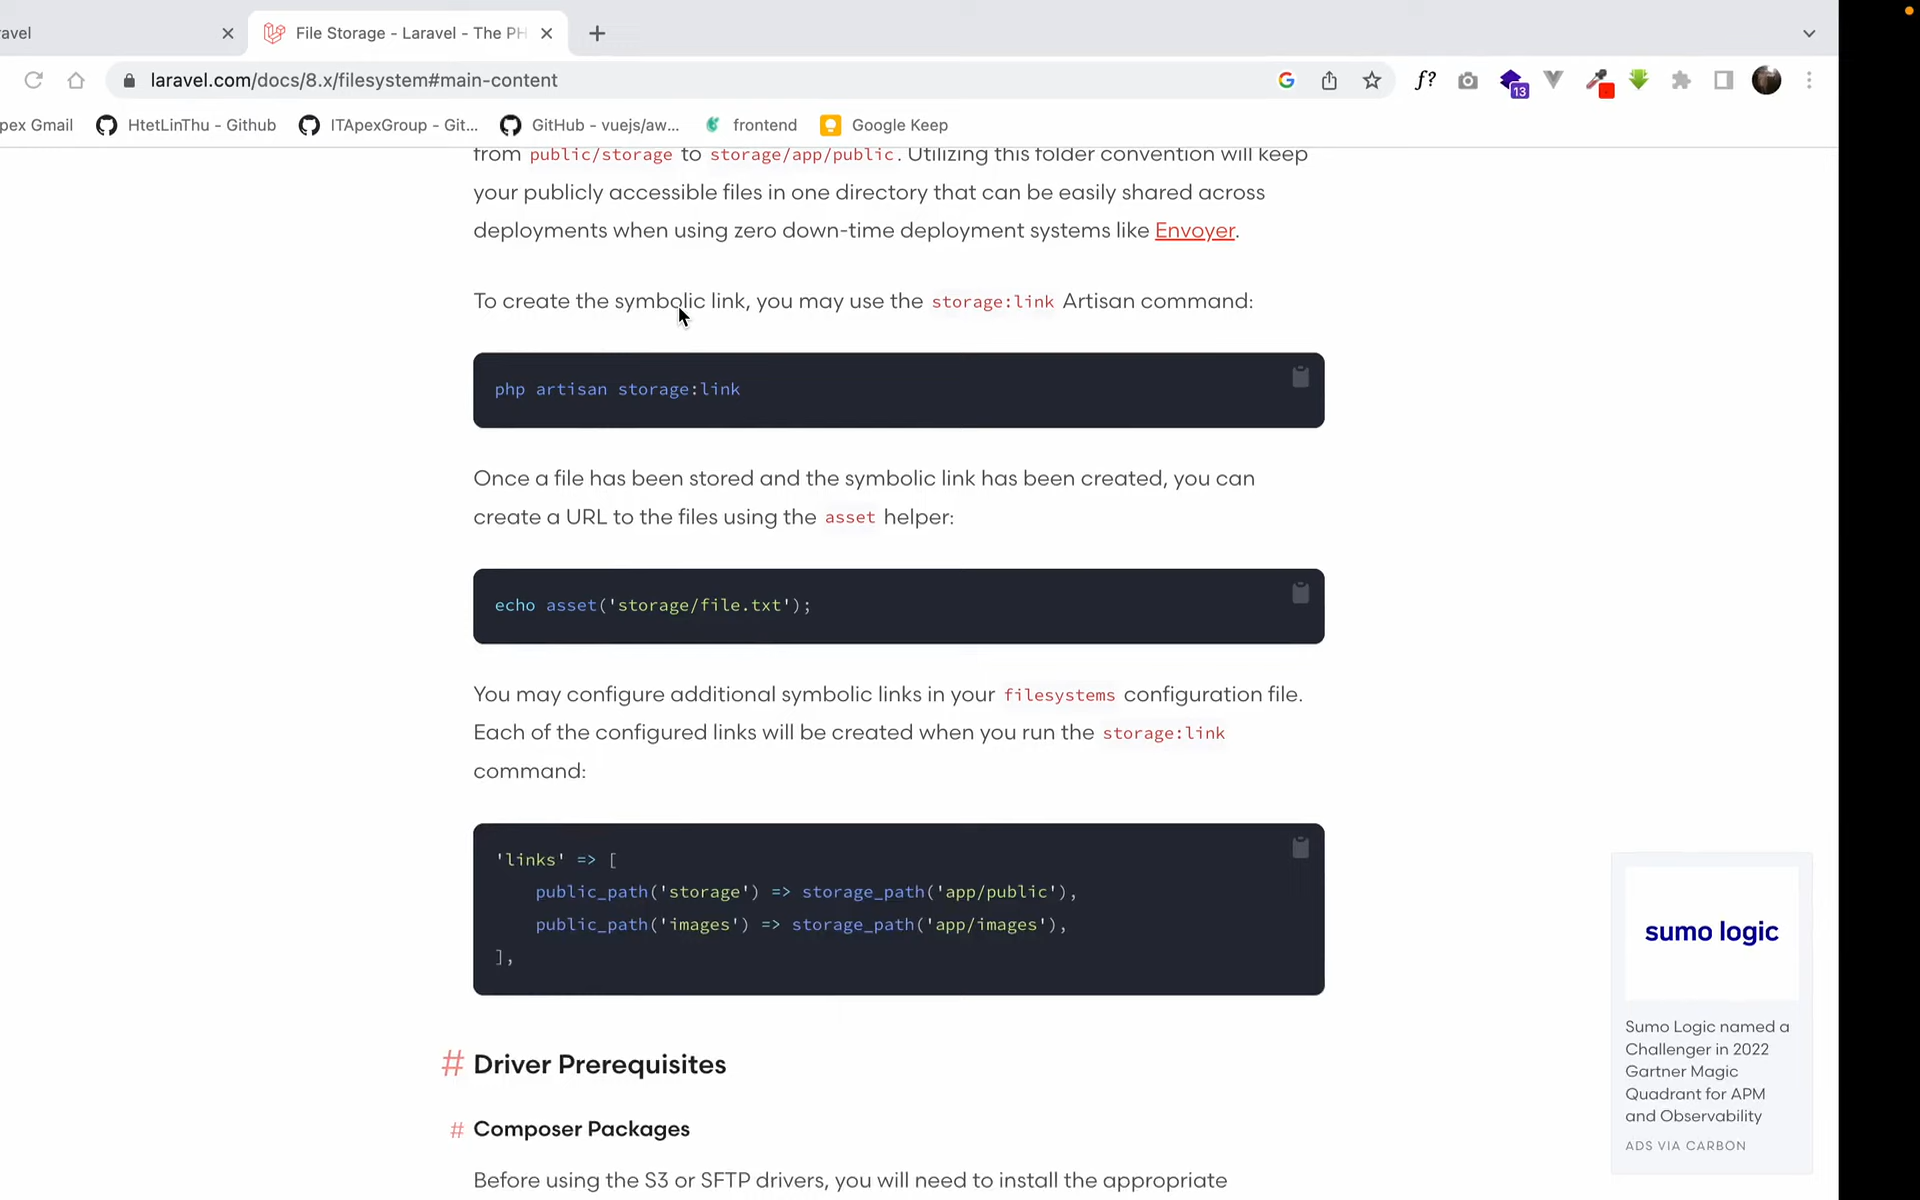 avel
File Storage - Laravel - The PH
laravel.com/docs/8.x/filesystem#main-content
f?
13
pex Gmail
HtetLinThu - Github
ITApexGroup - Git...
GitHub - vuejs/aw...
frontend
Google Keep
from public/storage to storage/app/public. Utilizing this folder convention will keep
your publicly accessible files in one directory that can be easily shared across
deployments when using zero down-time deployment systems like Envoyer.
To create the symbolic link, you may use the storage:link Artisan command:
php artisan storage:link
Once a file has been stored and the symbolic link has been created, you can
create a URL to the files using the asset helper:
echo asset('storage/file.txt');
You may configure additional symbolic links in your filesystems configuration file.
Each of the configured links will be created when you run the storage:link
command:
'links' => [
public_path('storage') => storage_path('app/public'),
public_path('images') => storage_path('app/images'),
],
# Driver Prerequisites
# Composer Packages
Before using the S3 or SFTP drivers, you will need to install the appropriate
sumo logic
Sumo Logic named a
Challenger in 2022
Gartner Magic
Quadrant for APM
and Observability
ADS VIA CARBON